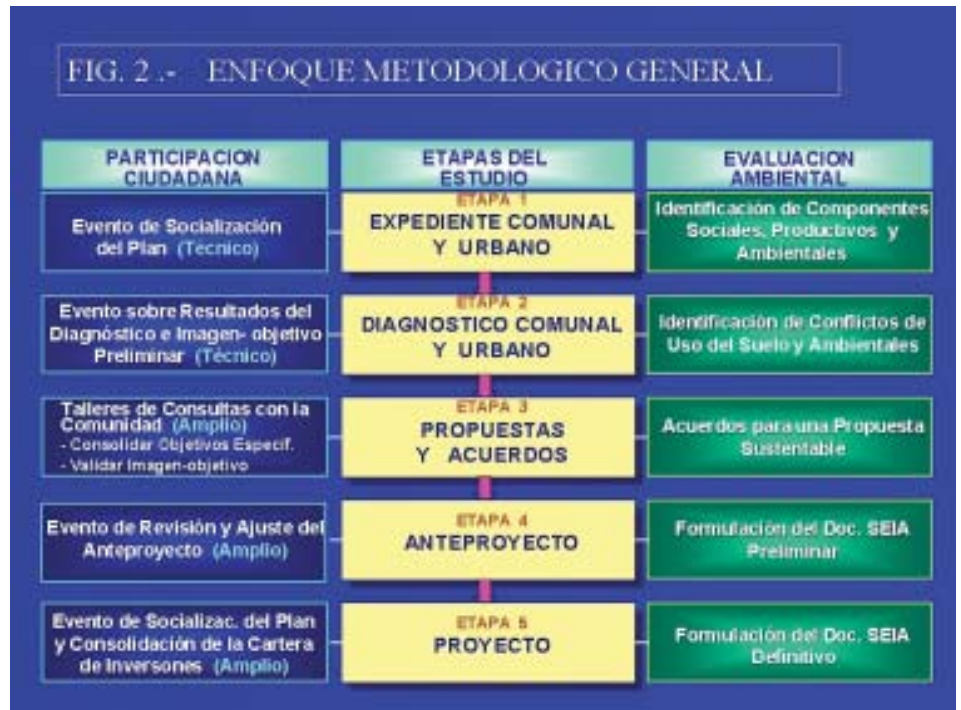 FIG. 2 .- ENFOQUE METODOLOGICO GENERAL
PARTICIPACION
CIUDADANA
ETAPAS DEL
ESTUDIO
EVALUACION
AMBIENTAL
Evento de Socialización
del Plan (Tecnico)
ETAPA 1
EXPEDIENTE COMUNAL
Y URBANO
Identificación de Componentes
Sociales, Productivos y
Ambientales
Evento sobre Resultados del
Diagnóstico e Imagen- objetivo
Preliminar (Técnico)
ETAPA 2
DIAGNOSTICO COMUNAL
Y URBANO
Identificación de Conflictos de
Uso del Suelo y Ambientales
Talleres de Consultas con la
Comunidad (Amplio)
- Consolidar Objetivos Especif.
- Validar Imagen-objetivo
ETAPA 3
PROPUESTAS
Y ACUERDOS
Acuerdos para una Propuesta
Sustentable
Evento de Revisión y Ajuste del
Anteproyecto (Amplio)
ETAPA 4
ANTEPROYECTO
Formulación del Doc. SEIA
Preliminar
Evento de Socializac. del Plan
y Consolidación de la Cartera
de Inversones (Amplio)
ETAPA 5
PROYECTO
Formulación del Doc. SEIA
Definitivo